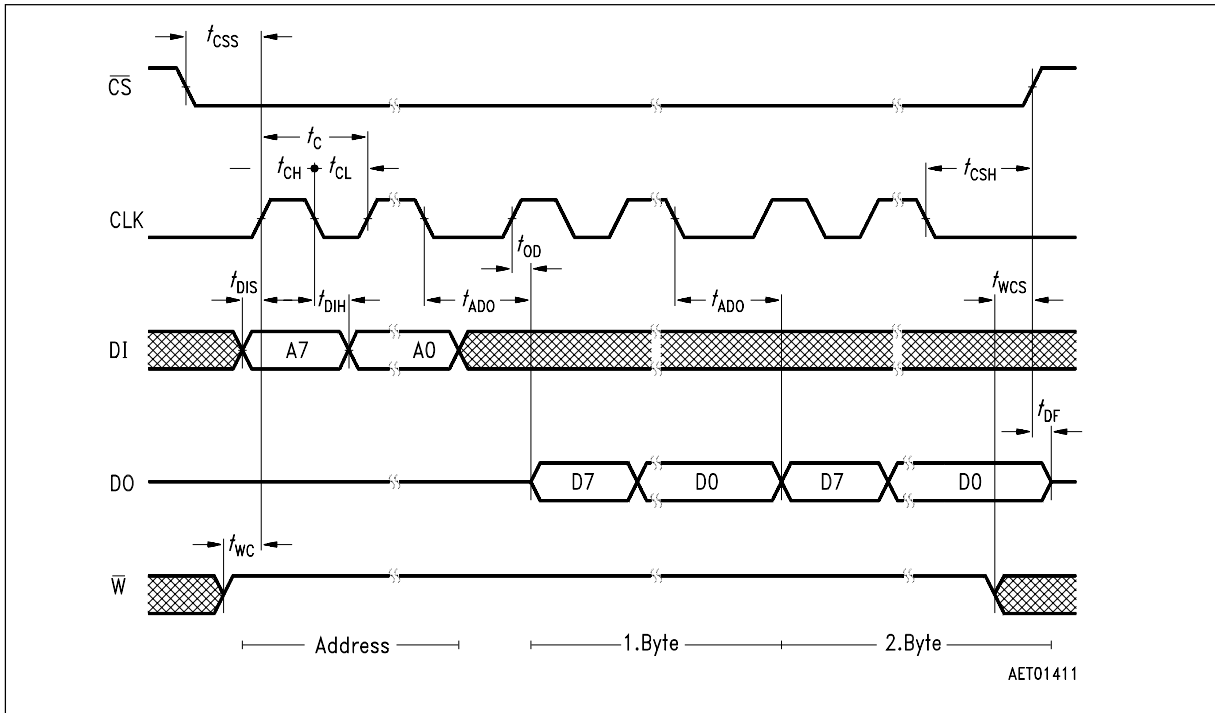 tCSS
C̅S̅
tC
tCH tCL tCSH
CLK
tOD
tDIS tDIH tADO tADO tWCS
DI A7 A0
tDF
DO D7 D0 D7 D0
tWC
W̅
Address 1.Byte 2.Byte
AET01411